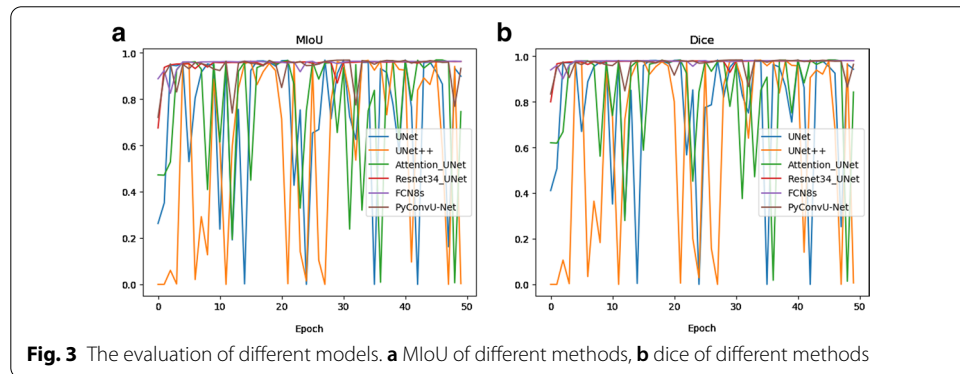 a
MIoU
1.0
0.8
0.6
0.4
0.2
0.0
0
10
20
30
40
50
Epoch
UNet
UNet++
Attention_UNet
Resnet34_UNet
FCN8s
PyConvU-Net
b
Dice
1.0
0.8
0.6
0.4
0.2
0.0
0
10
20
30
40
50
Epoch
UNet
UNet++
Attention_UNet
Resnet34_UNet
FCN8s
PyConvU-Net
Fig. 3 The evaluation of different models. a MIoU of different methods, b dice of different methods